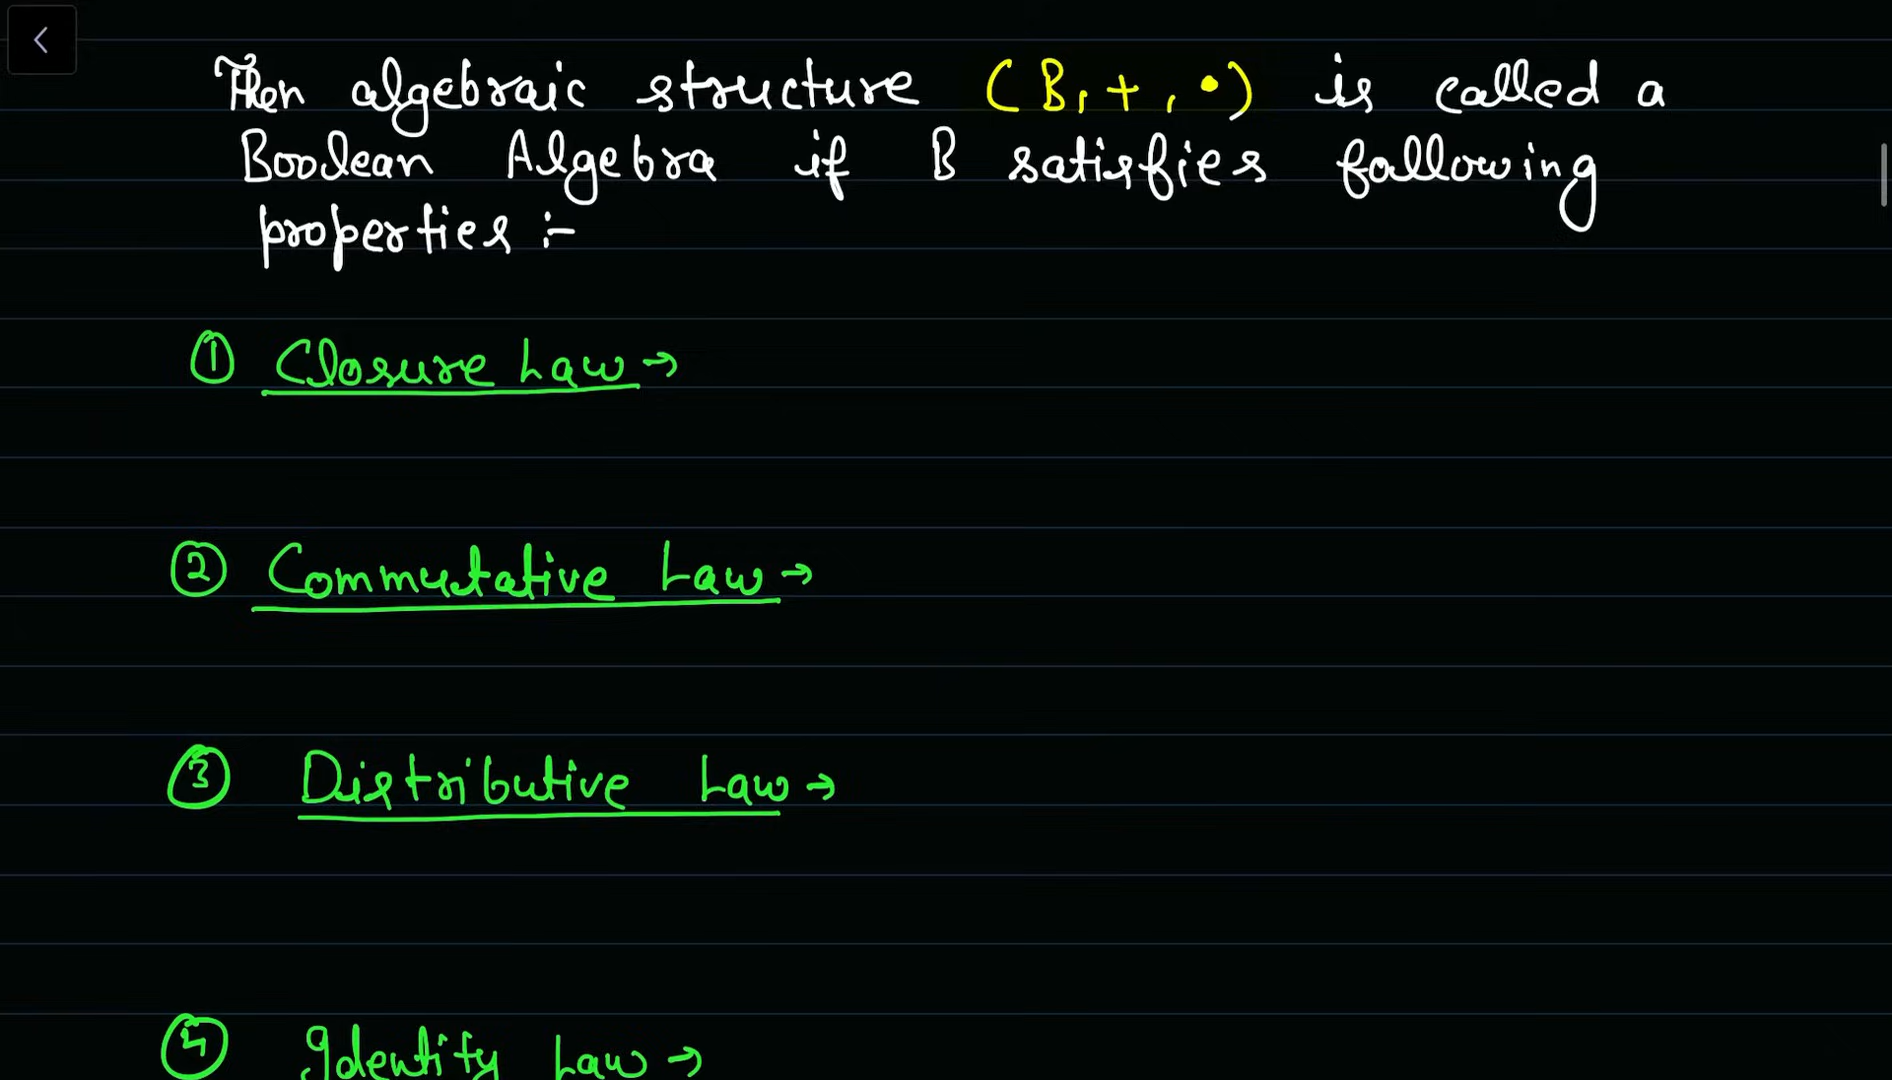 Then algebraic structure (B, +, •) is called a
Boolean Algebra if B satisfies following
properties :-
① Closure Law →
② Commutative Law →
③ Distributive Law →
④ Identity Law →